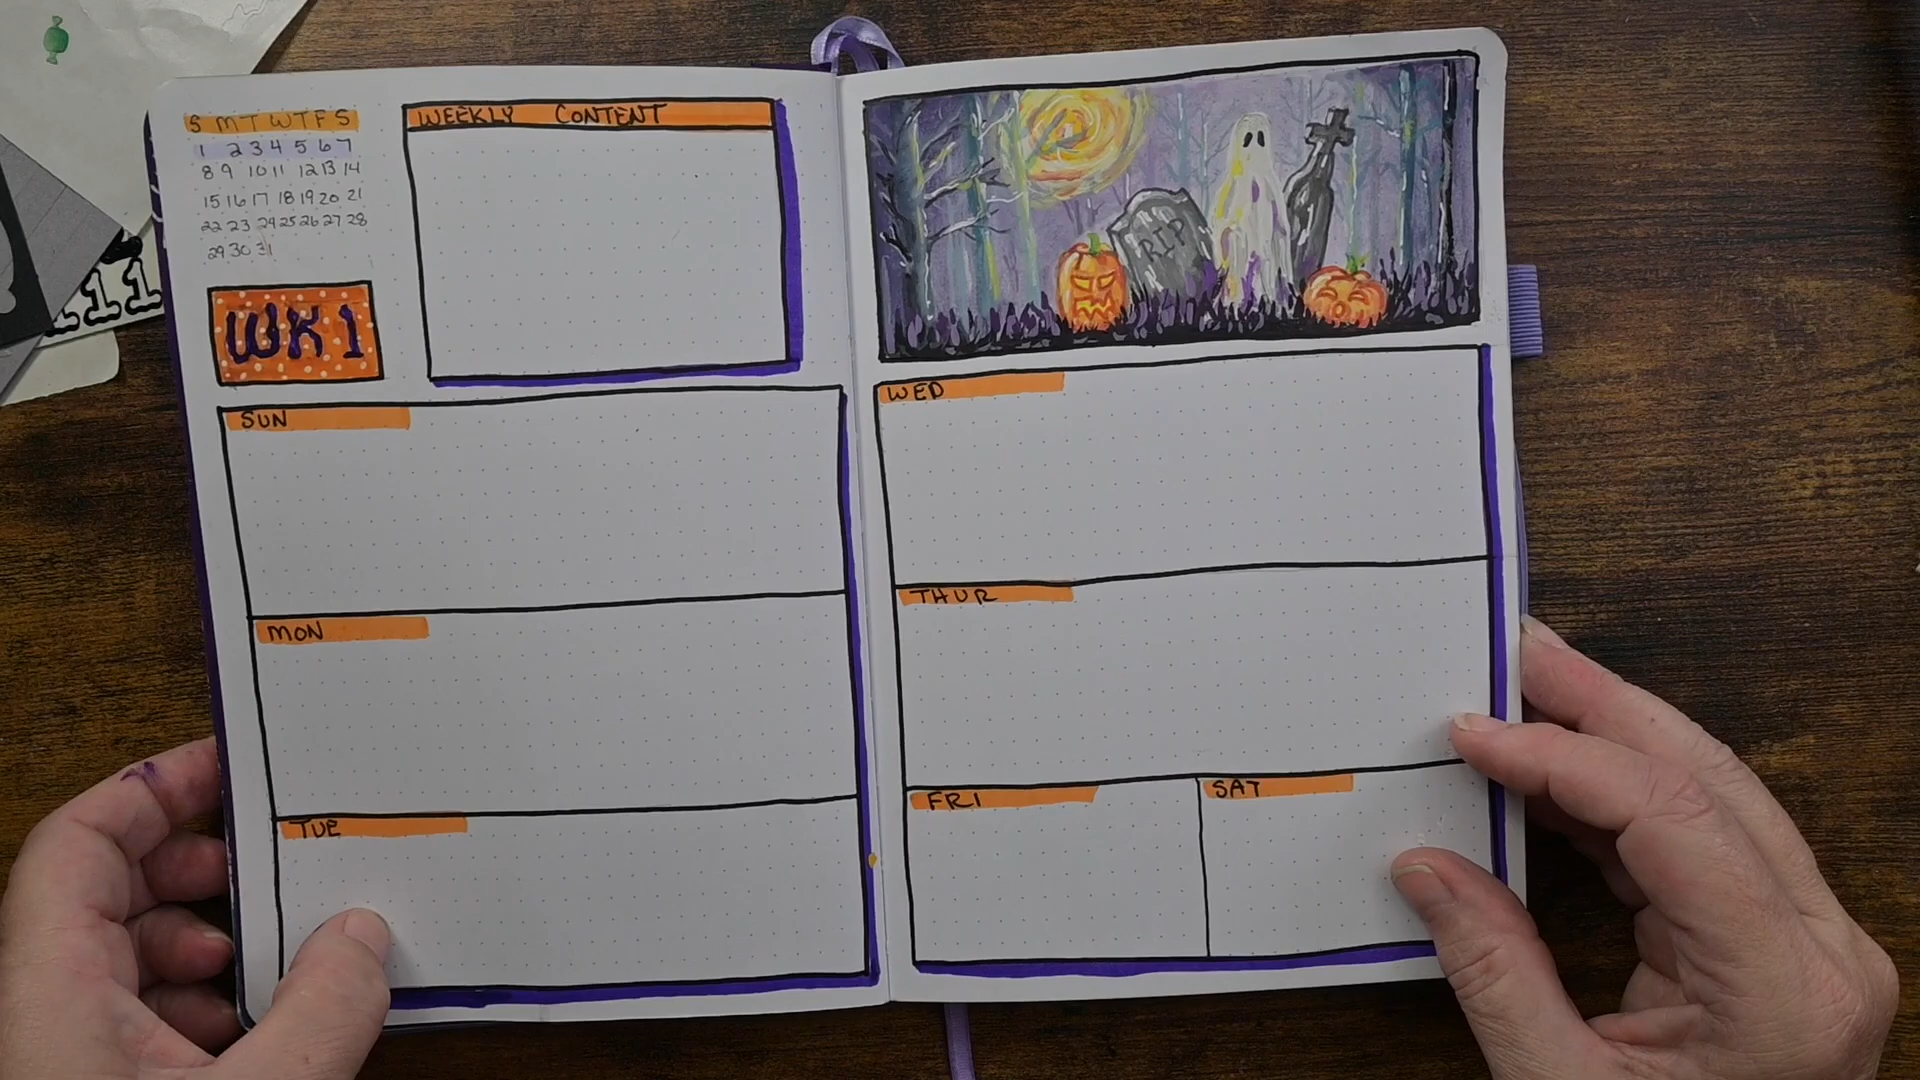 S M T W T F S
1 2 3 4 5 6 7
8 9 10 11 12 13 14
15 16 17 18 19 20 21
22 23 24 25 26 27 28
29 30 31
WEEKLY CONTENT
WK 1
SUN
MON
TUE
RIP
WED
THUR
FRI
SAT
11